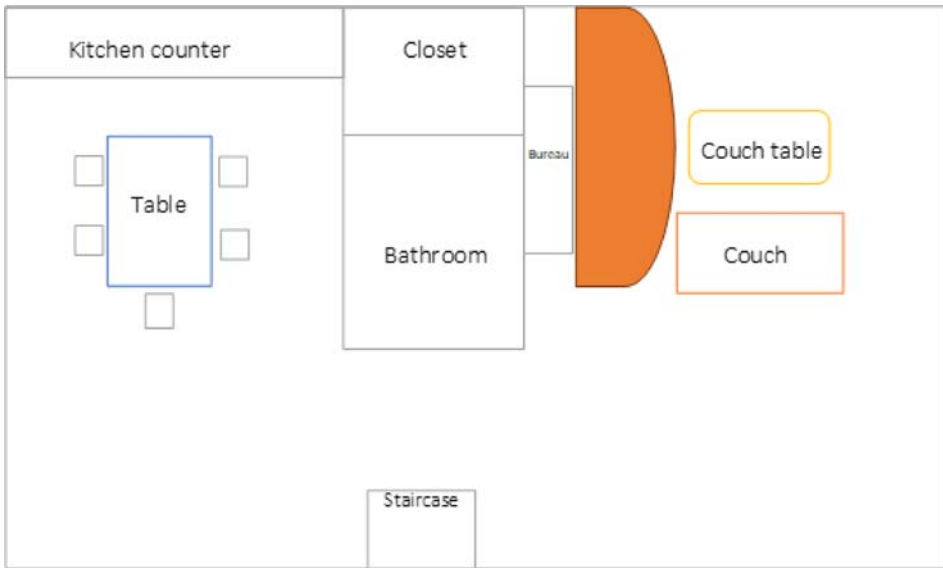 Kitchen counter
Closet
Bureau
Couch table
Table
Bathroom
Couch
Staircase